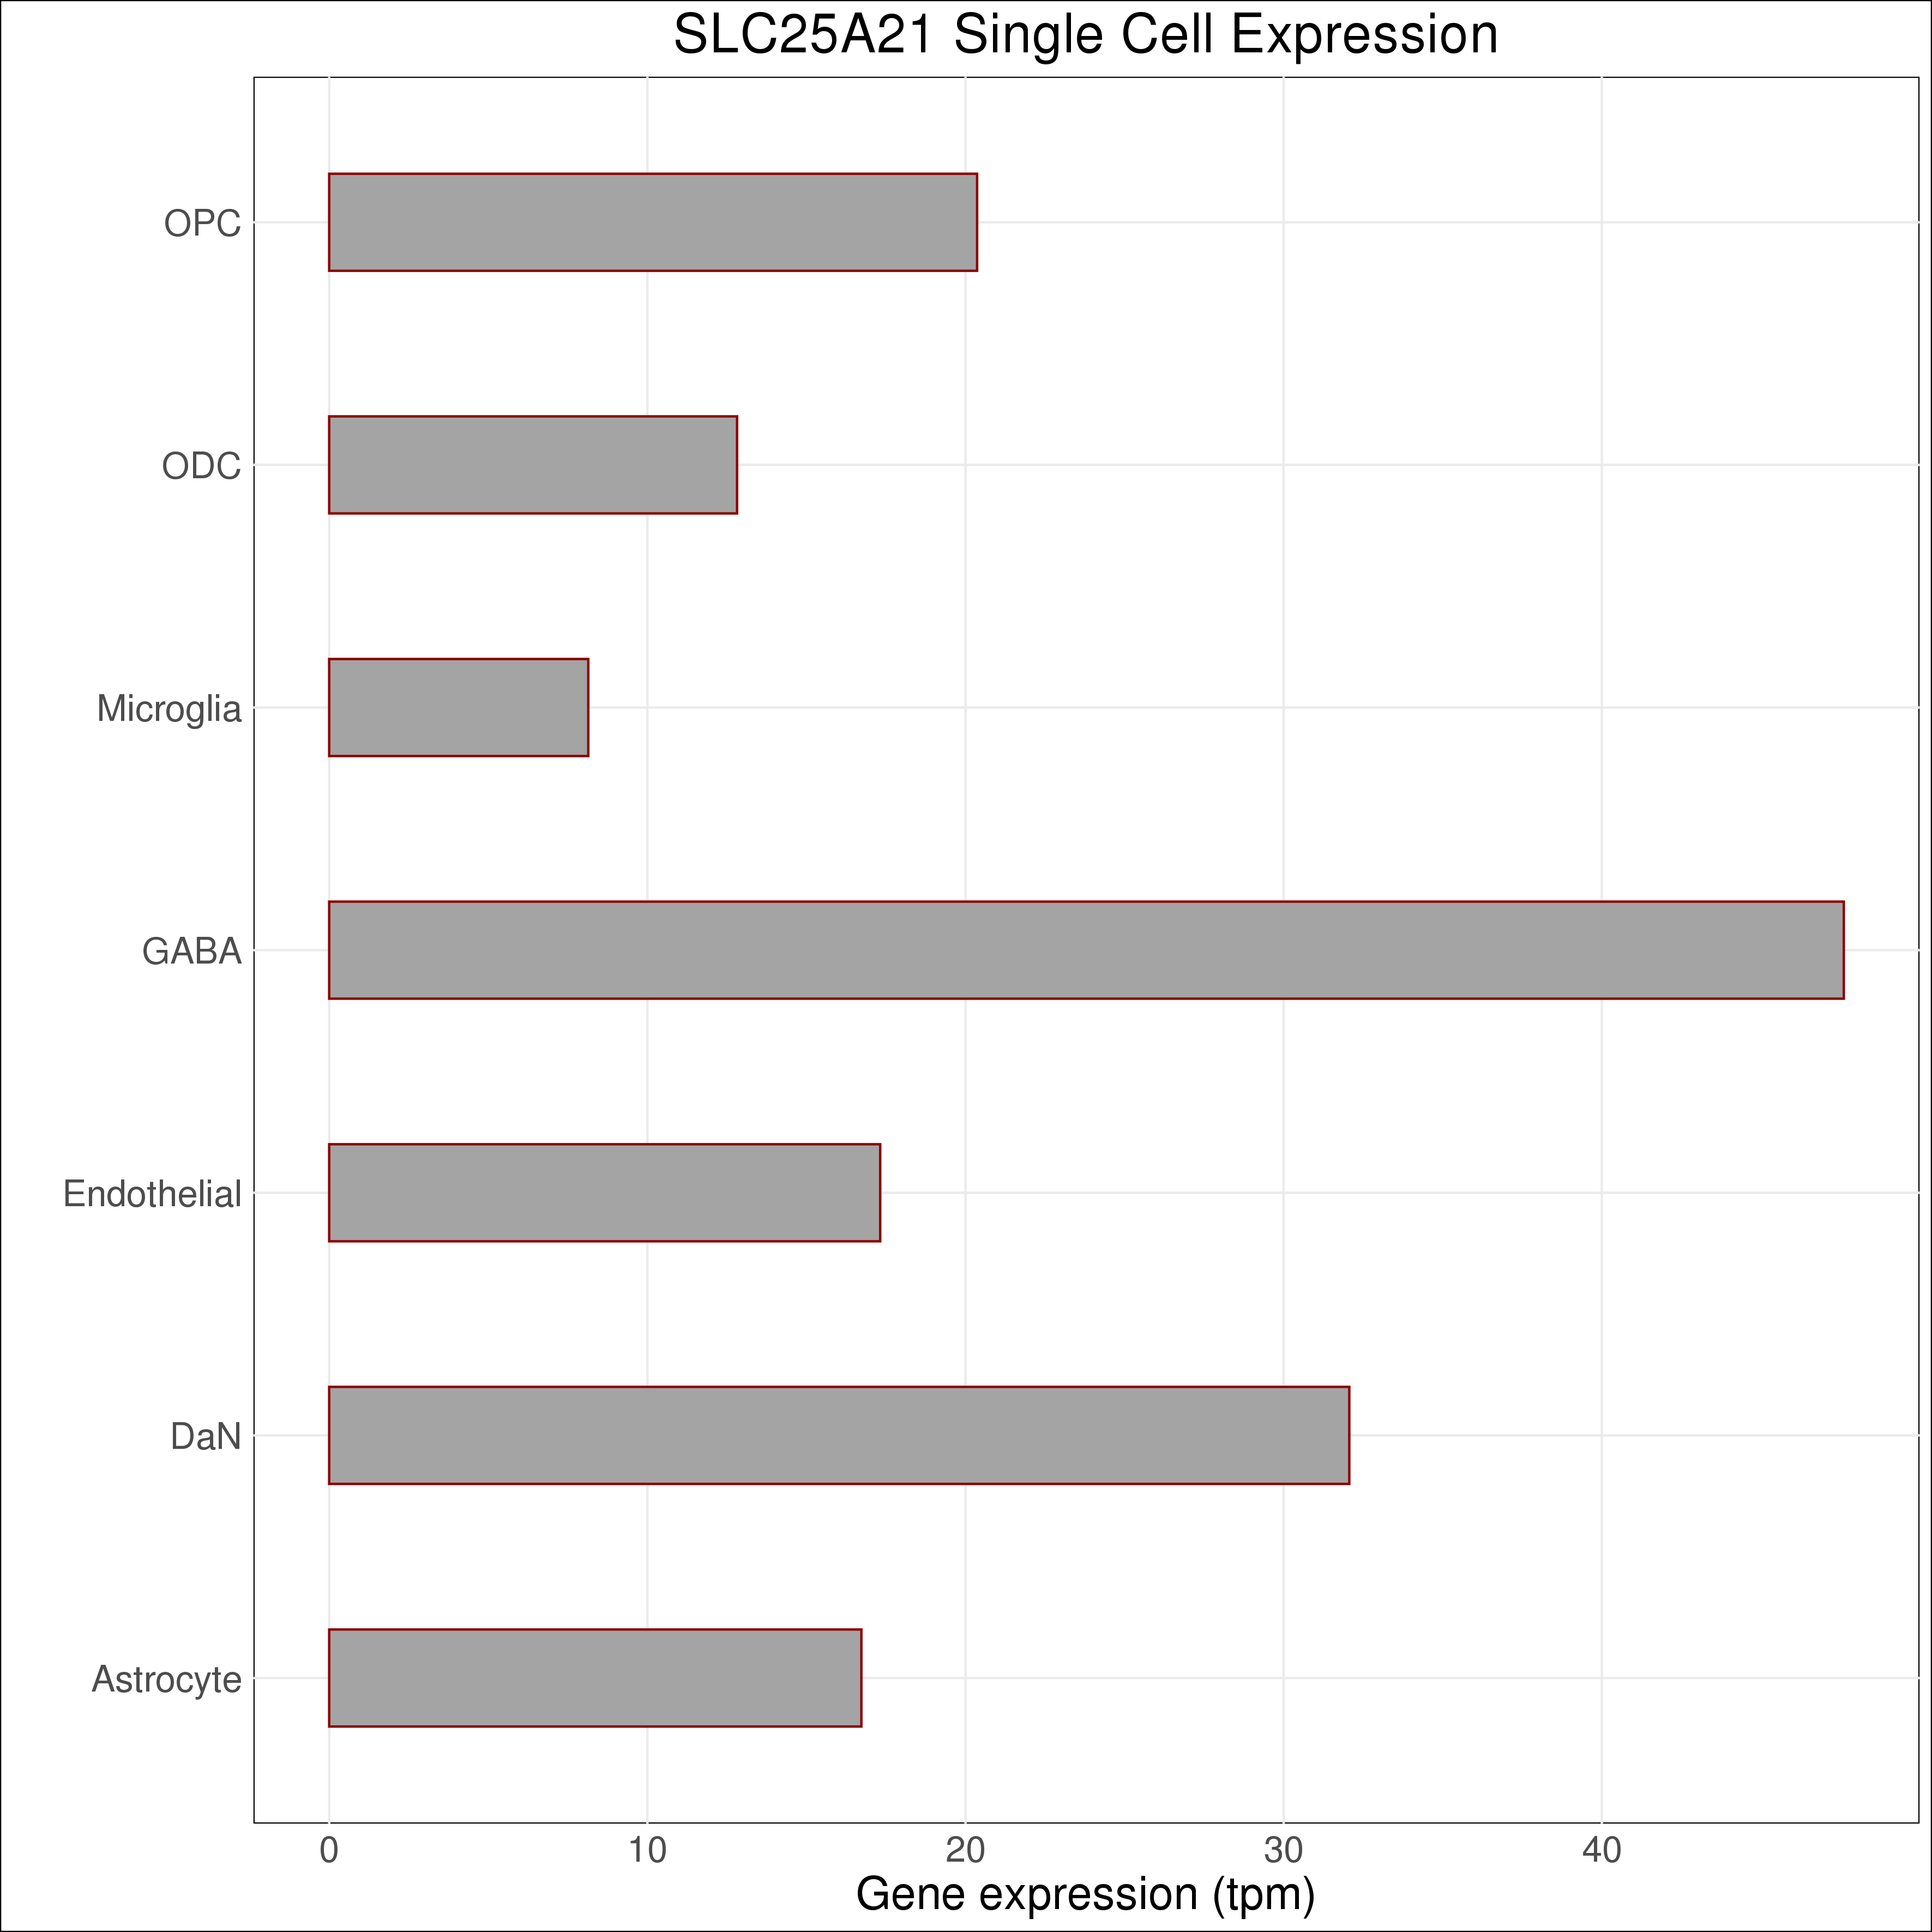 SLC25A21 Single Cell Expression
OPC
ODC
Microglia
GABA
Endothelial
DaN
Astrocyte
0 10 20 30 40
Gene expression (tpm)